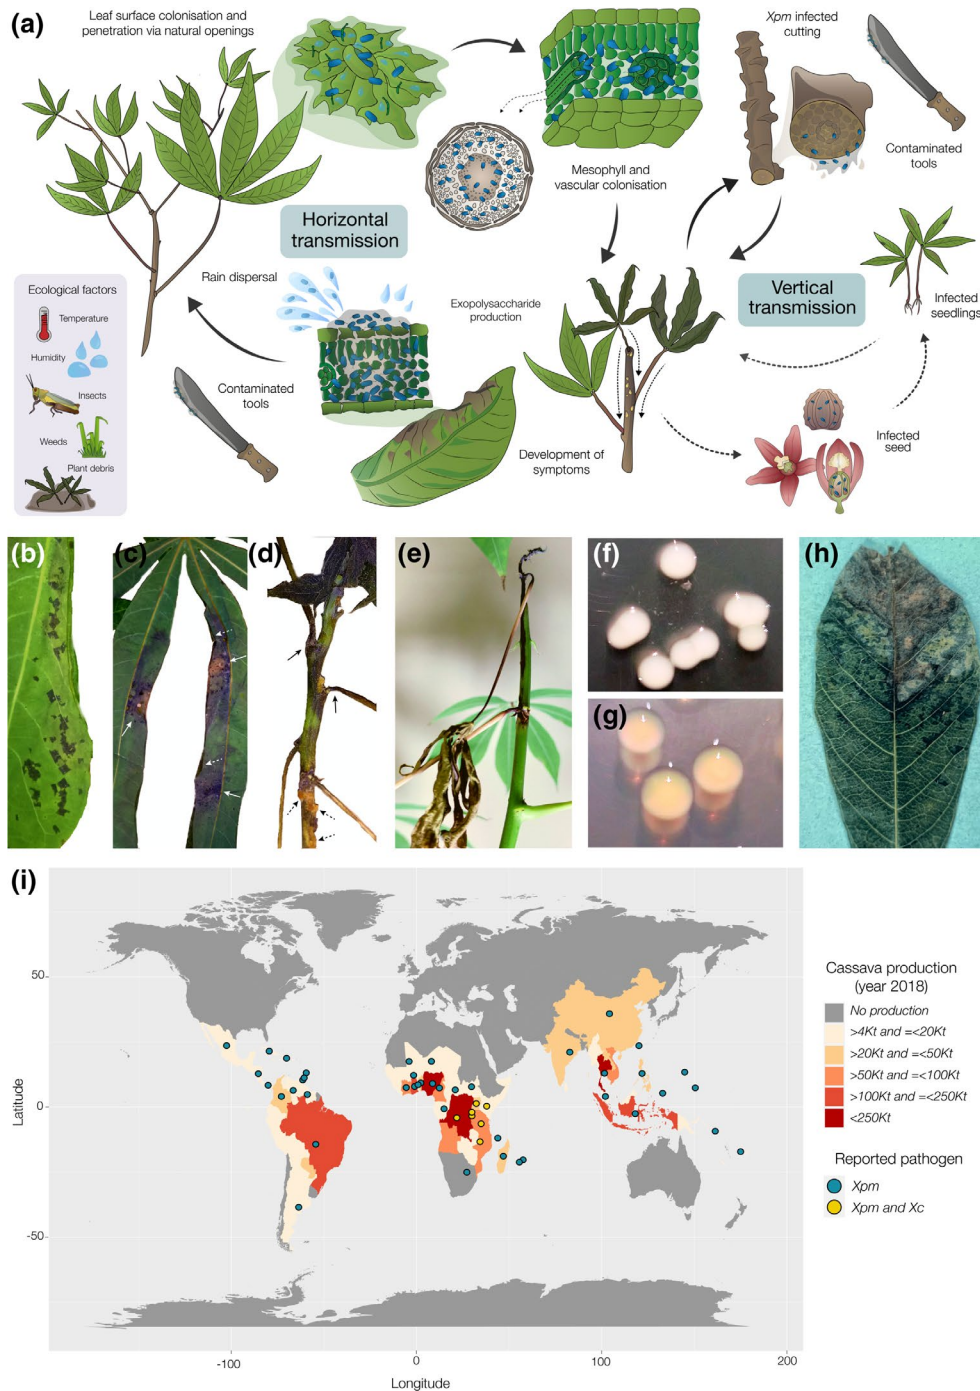 (a)
Leaf surface colonisation and
penetration via natural openings
Xpm infected
cutting
Contaminated
tools
Mesophyll and
vascular colonisation
Horizontal
transmission
Rain dispersal
Exopolysaccharide
production
Vertical
transmission
Infected
seedlings
Ecological factors
Temperature
Humidity
Insects
Weeds
Plant debris
Contaminated
tools
Development of
symptoms
Infected
seed
(b)
(c)
(d)
(e)
(f)
(g)
(h)
(i)
50
0
-50
Latitude
-100
0
100
200
Longitude
Cassava production
(year 2018)
No production
>4Kt and =<20Kt
>20Kt and =<50Kt
>50Kt and =<100Kt
>100Kt and =<250Kt
<250Kt
Reported pathogen
Xpm
Xpm and Xc